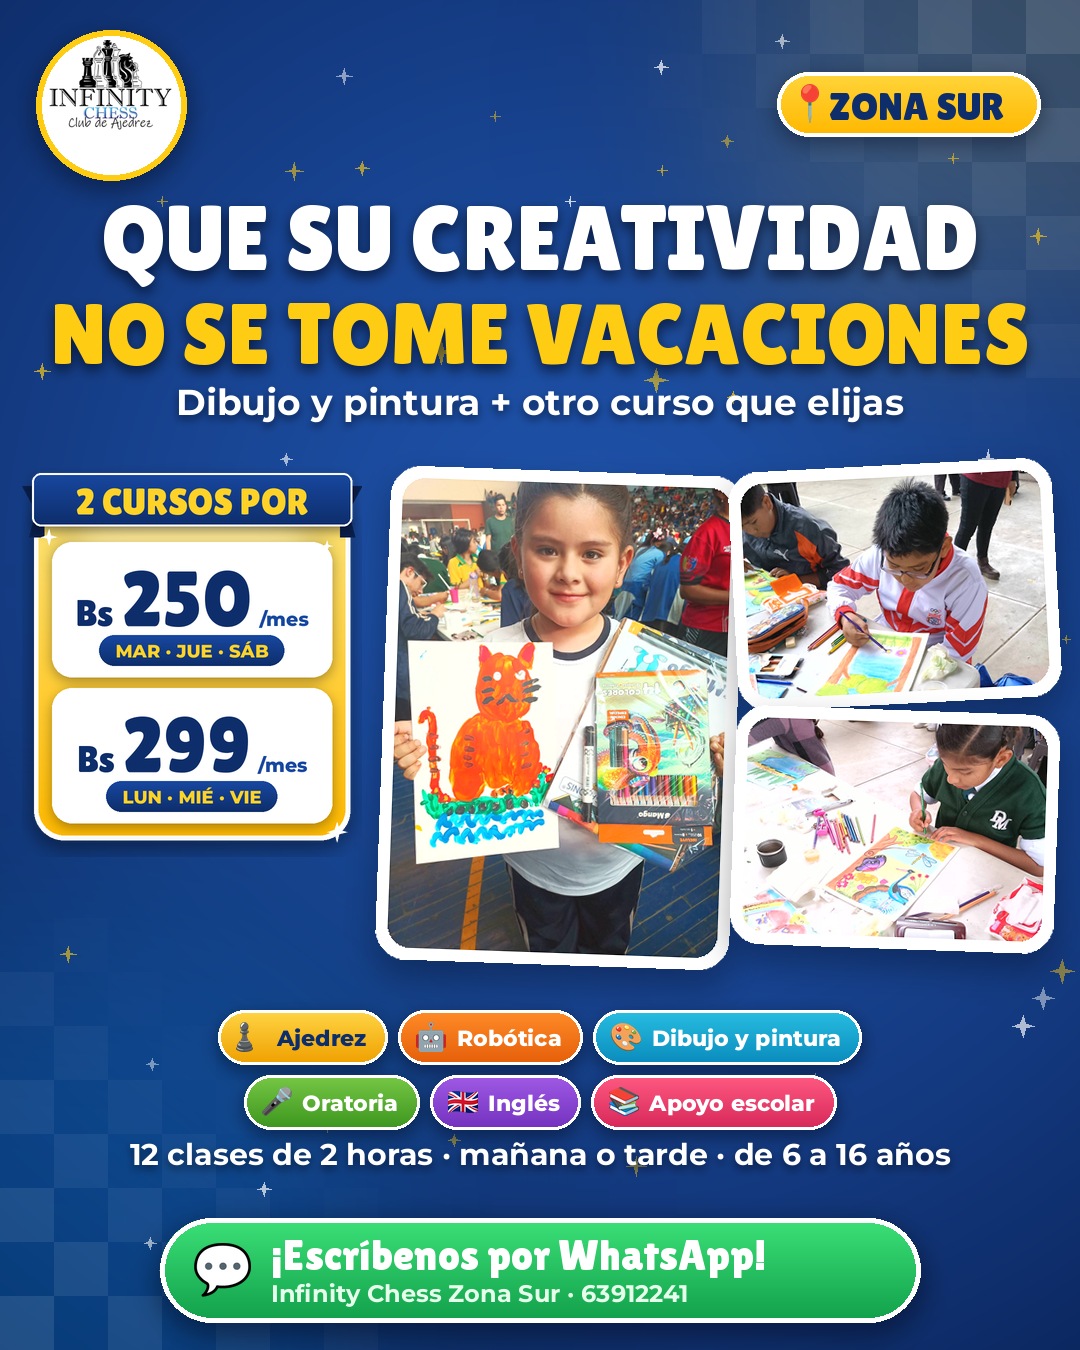 INFINITY
CHESS
Club de Ajedrez
ZONA SUR
QUE SU CREATIVIDAD
NO SE TOME VACACIONES
Dibujo y pintura + otro curso que elijas
2 CURSOS POR
Bs 250 /mes
MAR · JUE · SÁB
Bs 299 /mes
LUN · MIÉ · VIE
Mango
DM
Ajedrez
Robótica
Dibujo y pintura
Oratoria
Inglés
Apoyo escolar
12 clases de 2 horas · mañana o tarde · de 6 a 16 años
¡Escríbenos por WhatsApp!
Infinity Chess Zona Sur · 63912241